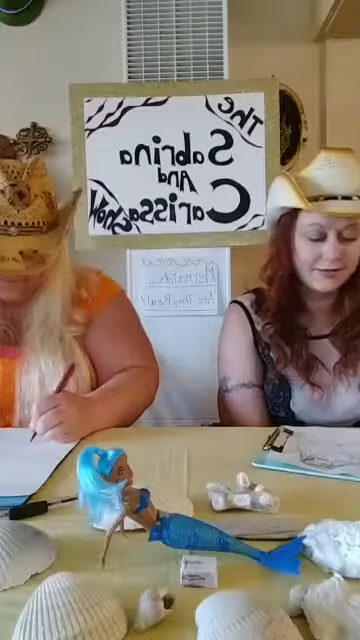 The
Sabrina
And
Carissa
Show
Mermaids...
Are They Real?